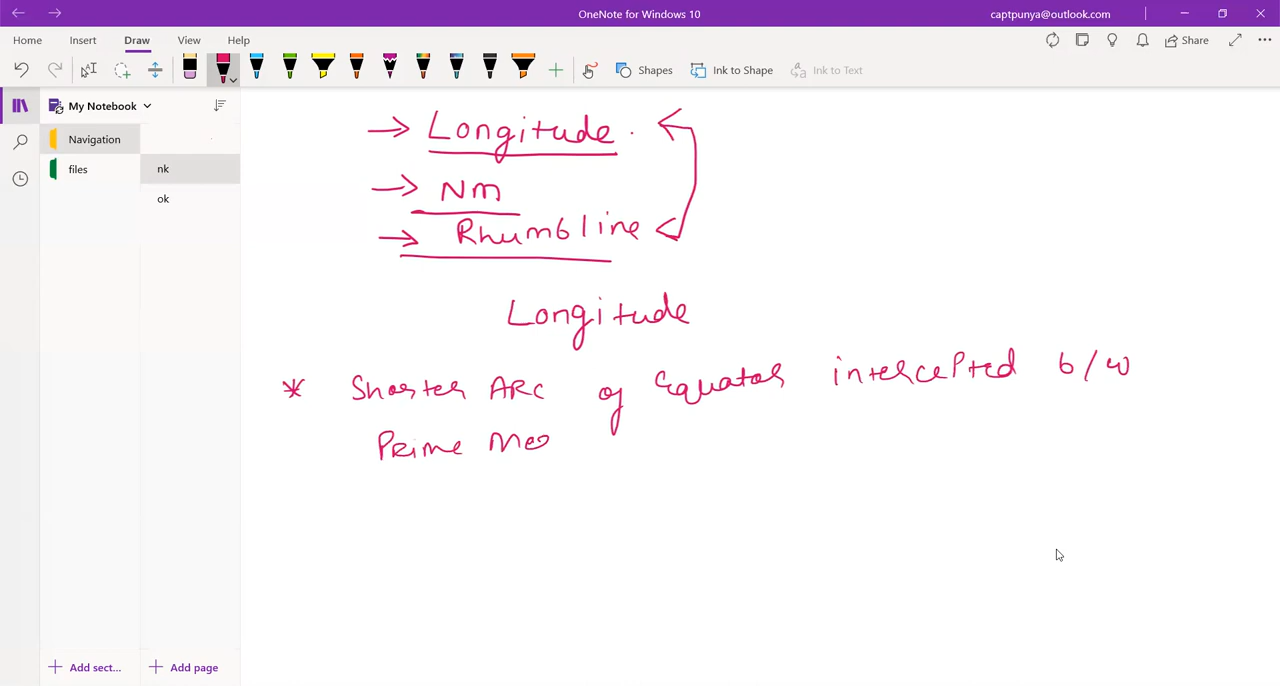 OneNote for Windows 10
captpunya@outlook.com
Home Insert Draw View Help
Share
Shapes Ink to Shape Ink to Text
My Notebook
Navigation
files
nk
ok
→ Longitude.
→ Nm
→ Rhumbline
Longitude
* Shorter ARC of Equator intercepted b/w
Prime Me
Add sect...
Add page